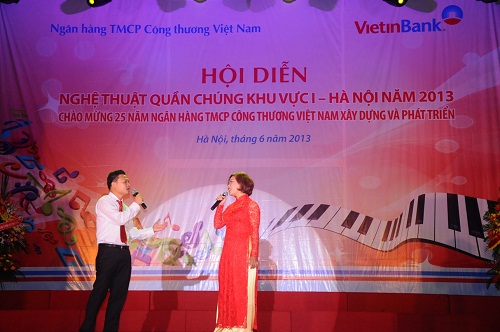 Ngân hàng TMCP Công thương Việt Nam
VietinBank
HỘI DIỄN
NGHỆ THUẬT QUẦN CHÚNG KHU VỰC I – HÀ NỘI NĂM 2013
CHÀO MỪNG 25 NĂM NGÂN HÀNG TMCP CÔNG THƯƠNG VIỆT NAM XÂY DỰNG VÀ PHÁT TRIỂN
Hà Nội, tháng 6 năm 2013